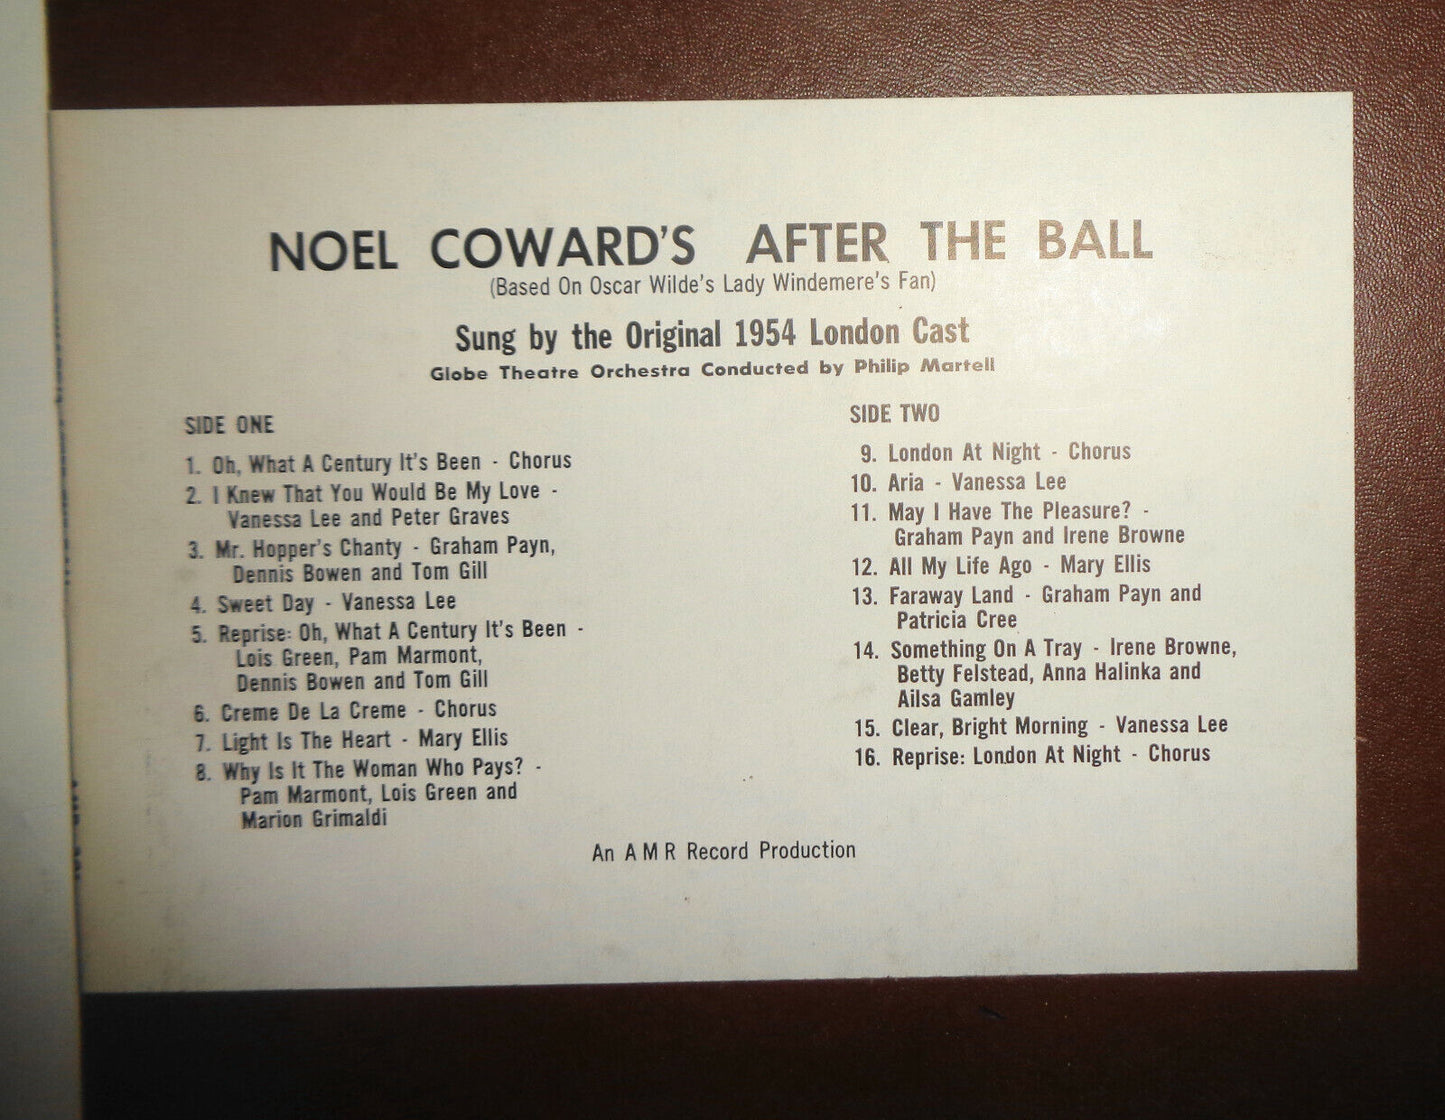 NOEL COWARD'S AFTER THE BALL
(Based On Oscar Wilde's Lady Windemere's Fan)
Sung by the Original 1954 London Cast
Globe Theatre Orchestra Conducted by Philip Martell
SIDE ONE
1. Oh, What A Century It's Been - Chorus
2. I Knew That You Would Be My Love -
Vanessa Lee and Peter Graves
3. Mr. Hopper's Chanty - Graham Payn,
Dennis Bowen and Tom Gill
4. Sweet Day - Vanessa Lee
5. Reprise: Oh, What A Century It's Been -
Lois Green, Pam Marmont,
Dennis Bowen and Tom Gill
6. Creme De La Creme - Chorus
7. Light Is The Heart - Mary Ellis
8. Why Is It The Woman Who Pays? -
Pam Marmont, Lois Green and
Marion Grimaldi
SIDE TWO
9. London At Night - Chorus
10. Aria - Vanessa Lee
11. May I Have The Pleasure? -
Graham Payn and Irene Browne
12. All My Life Ago - Mary Ellis
13. Faraway Land - Graham Payn and
Patricia Cree
14. Something On A Tray - Irene Browne,
Betty Felstead, Anna Halinka and
Ailsa Gamley
15. Clear, Bright Morning - Vanessa Lee
16. Reprise: London At Night - Chorus
An A M R Record Production